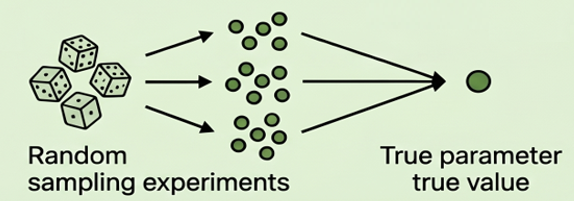 Random
sampling experiments
True parameter
true value